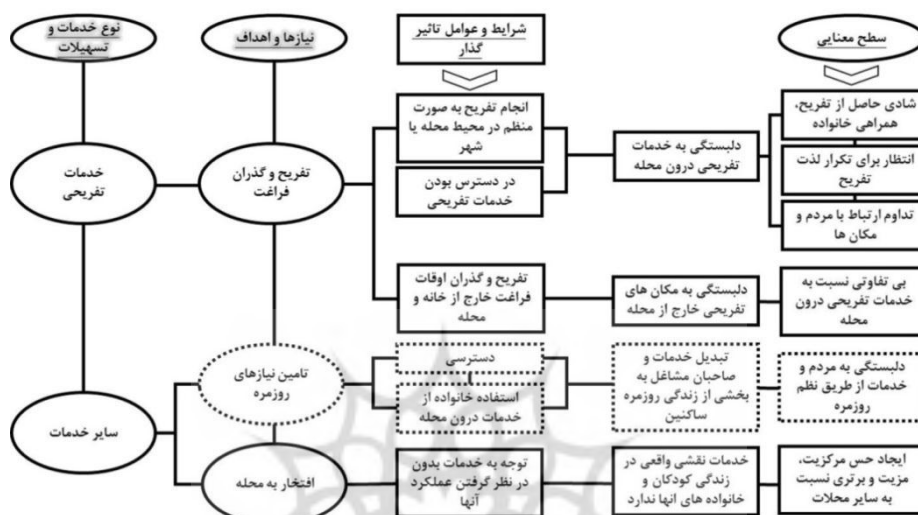 نوع خدمات و
تسهیلات
نیازها و اهداف
شرایط و عوامل تاثیر
گذار
سطح معنایی
خدمات
تفریحی
تفریح و گذران
فراغت
انجام تفریح به صورت
منظم در محیط محله یا
شهر
در دسترس بودن
خدمات تفریحی
دلبستگی به خدمات
تفریحی درون محله
شادی حاصل از تفریح،
همراهی خانواده
انتظار برای تکرار لذت
تفریح
تداوم ارتباط با مردم و
مکان ها
تفریح و گذران اوقات
فراغت خارج از خانه و
محله
دلبستگی به مکان های
تفریحی خارج از محله
بی تفاوتی نسبت به
خدمات تفریحی درون
محله
سایر خدمات
تامین نیازهای
روزمره
دسترسی
استفاده خانواده از
خدمات درون محله
تبدیل خدمات و
صاحبان مشاغل به
بخشی از زندگی روزمره
ساکنین
دلبستگی به مردم و
خدمات از طریق نظم
روزمره
افتخار به محله
توجه به خدمات بدون
در نظر گرفتن عملکرد
آنها
خدمات نقشی واقعی در
زندگی کودکان و
خانواده های آنها ندارد
ایجاد حس مرکزیت،
مزیت و برتری نسبت
به سایر محلات